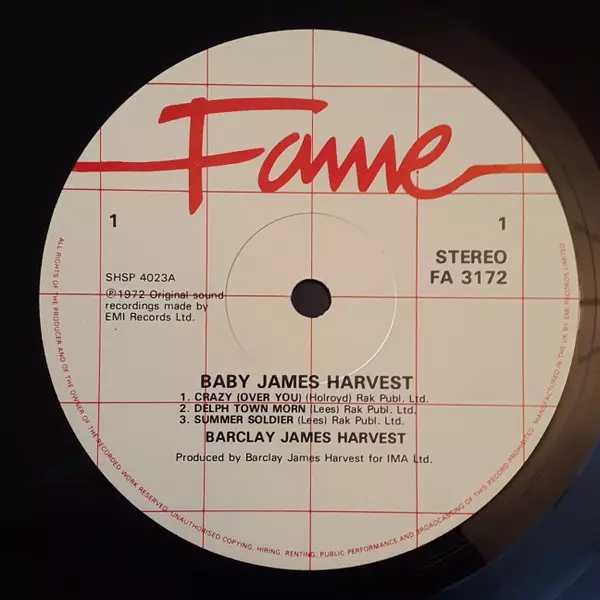 Fame
1
1
SHSP 4023A
℗1972 Original sound
recordings made by
EMI Records Ltd.
STEREO
FA 3172
BABY JAMES HARVEST
1. CRAZY (OVER YOU) (Holroyd) Rak Publ. Ltd.
2. DELPH TOWN MORN (Lees) Rak Publ. Ltd.
3. SUMMER SOLDIER (Lees) Rak Publ. Ltd.
BARCLAY JAMES HARVEST
Produced by Barclay James Harvest for IMA Ltd.
ALL RIGHTS OF THE PRODUCER AND OF THE OWNER OF THE RECORDED WORK RESERVED. UNAUTHORISED COPYING, HIRING, RENTING, PUBLIC PERFORMANCE AND BROADCASTING OF THIS RECORD PROHIBITED. MANUFACTURED IN THE UK BY EMI RECORDS LIMITED